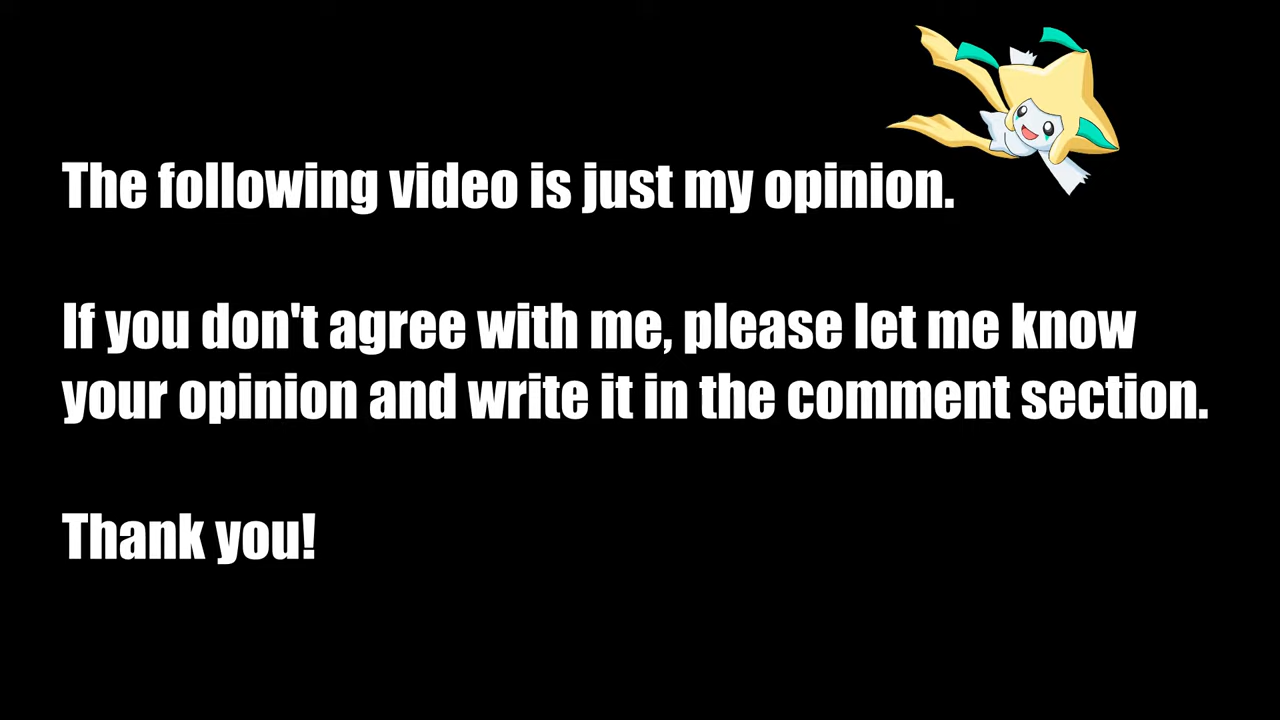 The following video is just my opinion.
If you don't agree with me, please let me know
your opinion and write it in the comment section.
Thank you!